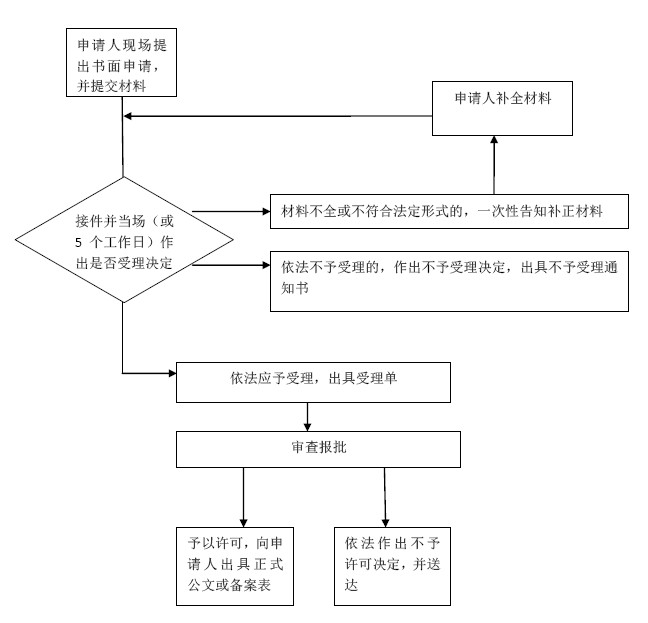 申请人现场提
出书面申请，
并提交材料
申请人补全材料
接件并当场（或
5 个工作日）作
出是否受理决定
材料不全或不符合法定形式的，一次性告知补正材料
依法不予受理的，作出不予受理决定，出具不予受理通
知书
依法应予受理，出具受理单
审查报批
予以许可，向申
请人出具正式
公文或备案表
依法作出不予
许可决定，并送
达